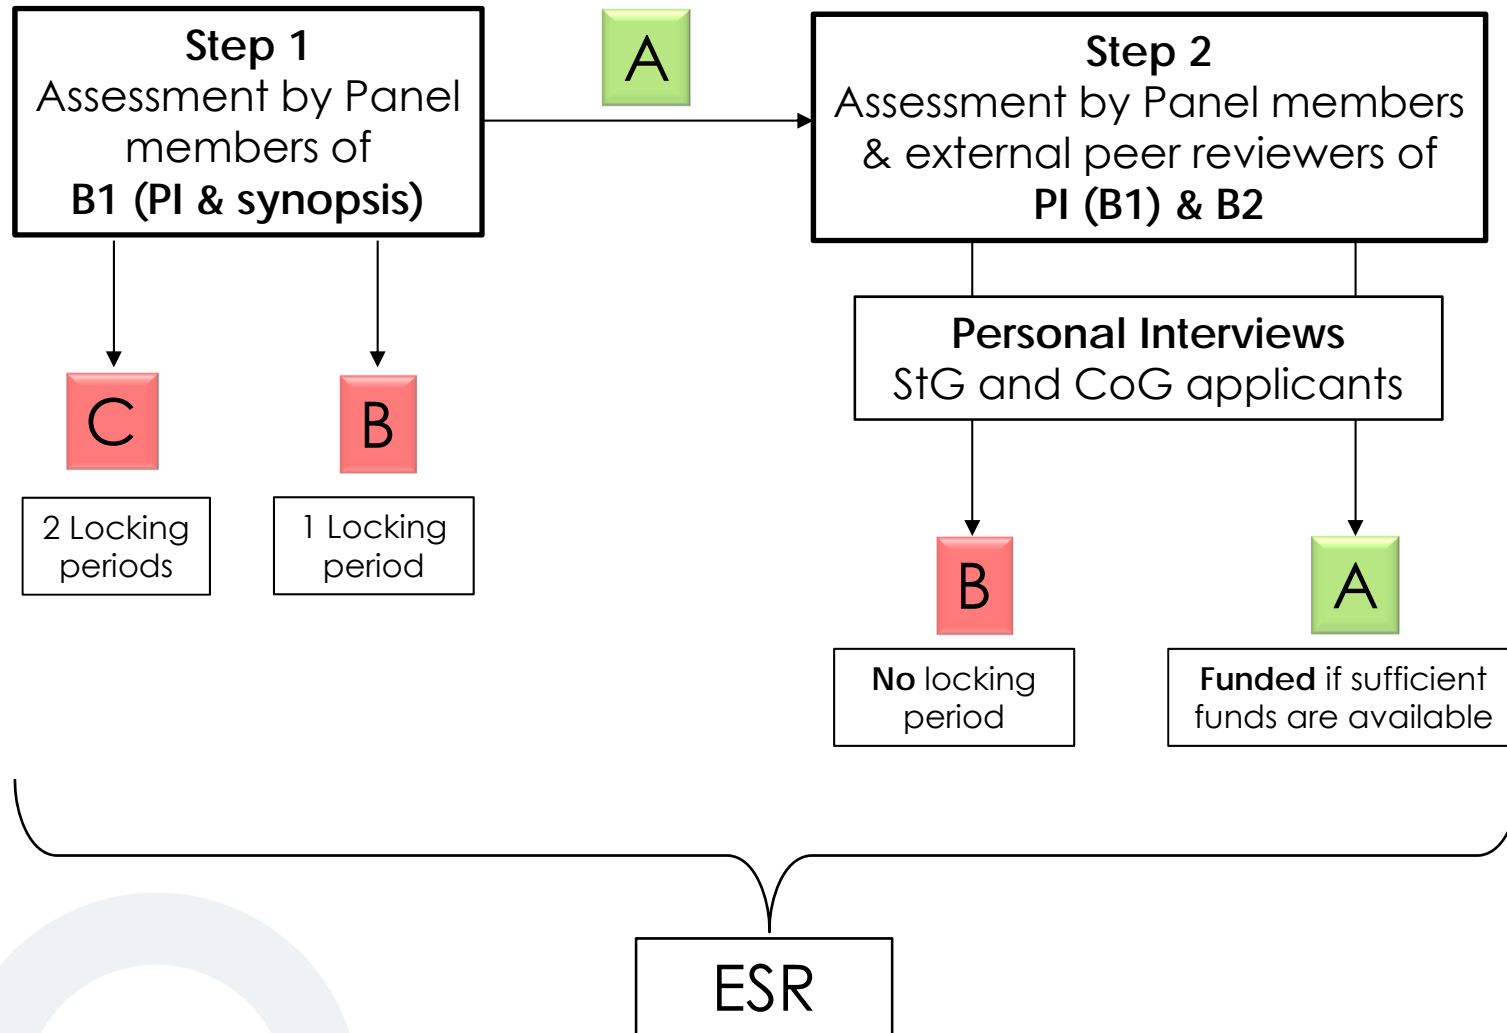 Step 1
Assessment by Panel
members of
B1 (PI & synopsis)
A
Step 2
Assessment by Panel members
& external peer reviewers of
PI (B1) & B2
Personal Interviews
StG and CoG applicants
C
B
2 Locking
periods
1 Locking
period
B
A
No locking
period
Funded if sufficient
funds are available
ESR